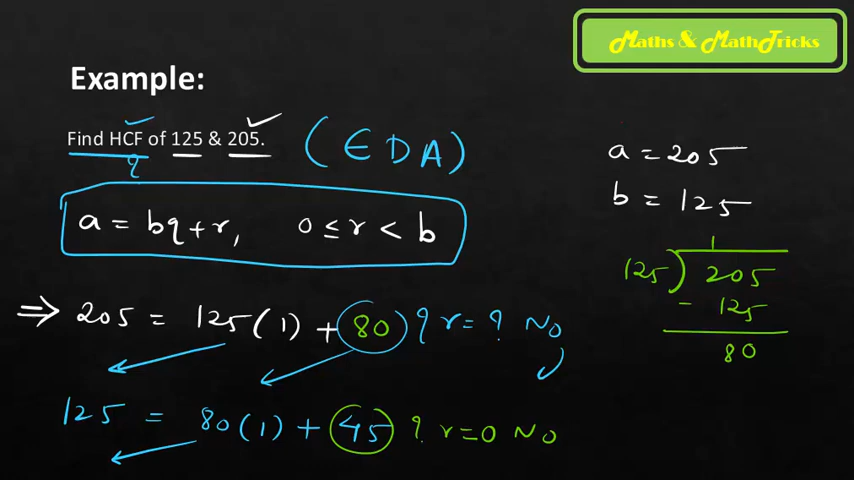 Maths & MathTricks
Example:
Find HCF of 125 & 205.
(EDA)
a = bq + r, 0 ≤ r < b
⇒ 205 = 125(1) + 80 ? r = ? No
125 = 80(1) + 45 ? r = 0 No
a = 205
b = 125
1
125 ) 205
- 125
80